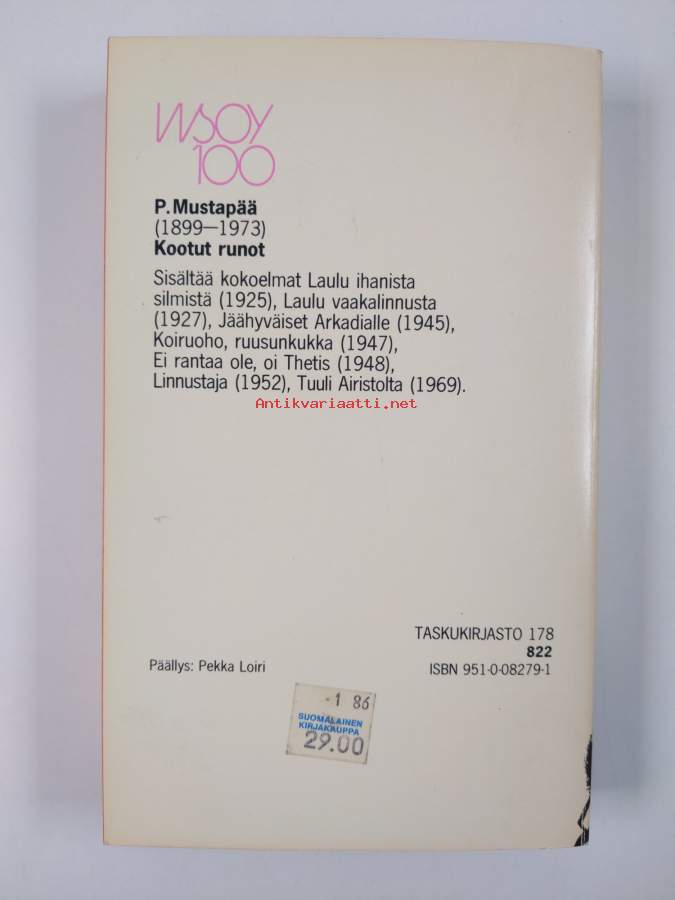 WSOY
100
P. Mustapää
(1899—1973)
Kootut runot
Sisältää kokoelmat Laulu ihanista
silmistä (1925), Laulu vaakalinnusta
(1927), Jäähyväiset Arkadialle (1945),
Koiruoho, ruusunkukka (1947),
Ei rantaa ole, oi Thetis (1948),
Linnustaja (1952), Tuuli Airistolta (1969).
Antikvariaatti.net
TASKUKIRJASTO 178
822
Päällys: Pekka Loiri
ISBN 951-0-08279-1
-1 86
SUOMALAINEN
KIRJAKAUPPA
29.00